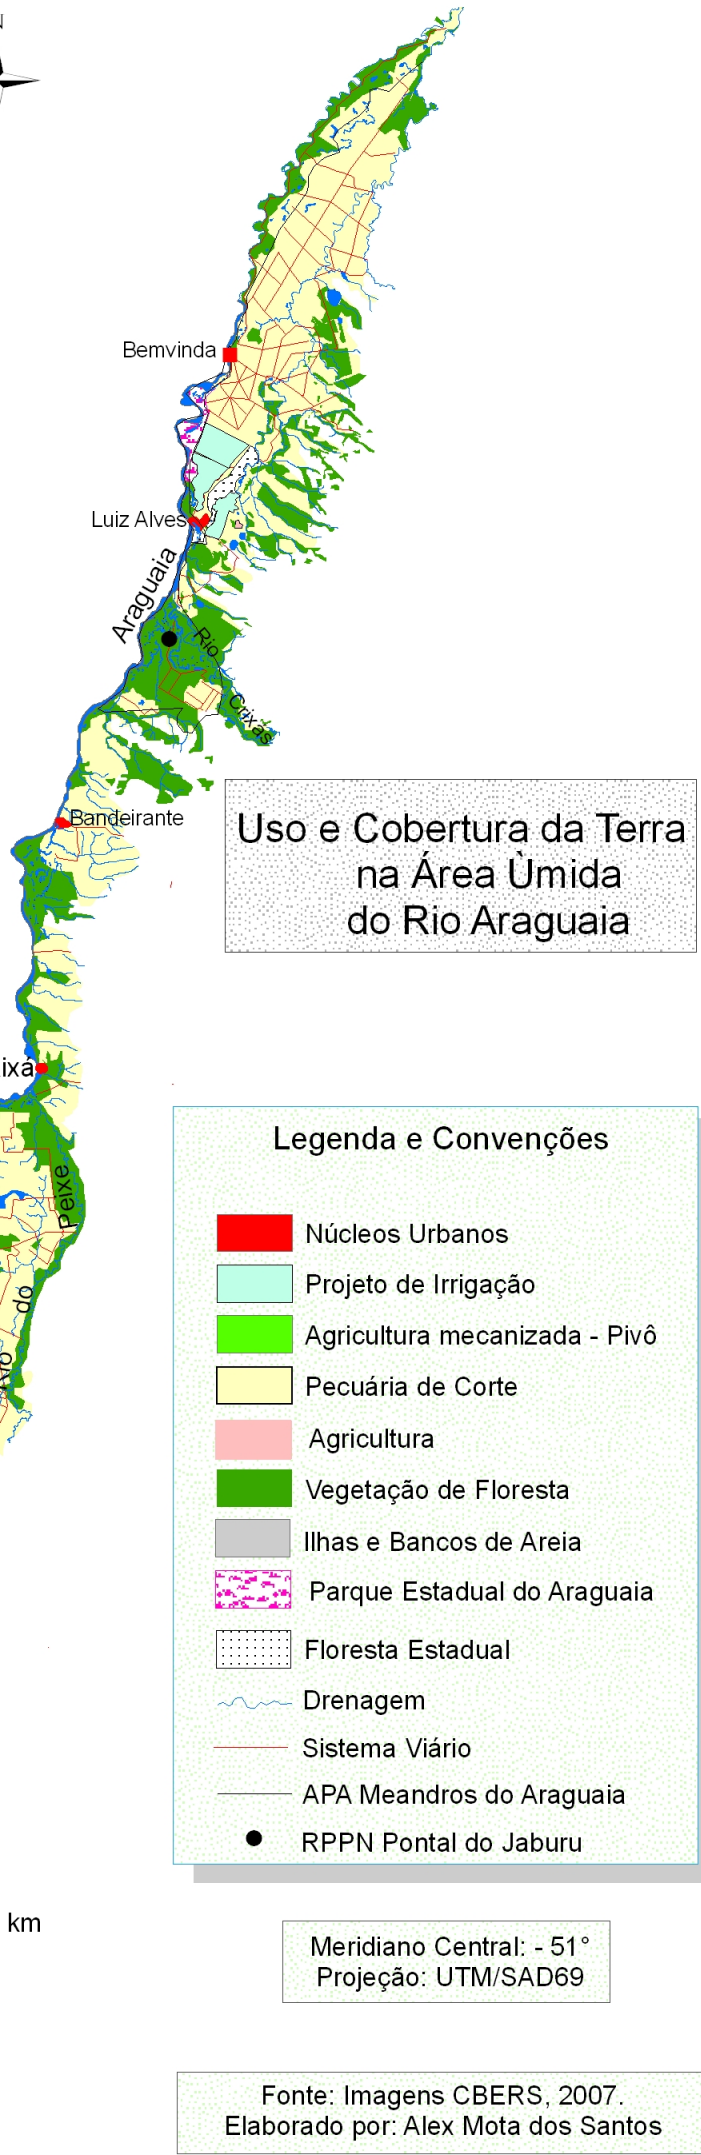 N
Bemvinda
Luiz Alves
Araguaia
Rio
Crixás
Bandeirante
Uso e Cobertura da Terra
na Área Ùmida
do Rio Araguaia
ixá
Peixe
do
Rio
Legenda e Convenções
Núcleos Urbanos
Projeto de Irrigação
Agricultura mecanizada - Pivô
Pecuária de Corte
Agricultura
Vegetação de Floresta
Ilhas e Bancos de Areia
Parque Estadual do Araguaia
Floresta Estadual
Drenagem
Sistema Viário
APA Meandros do Araguaia
RPPN Pontal do Jaburu
km
Meridiano Central: - 51°
Projeção: UTM/SAD69
Fonte: Imagens CBERS, 2007.
Elaborado por: Alex Mota dos Santos